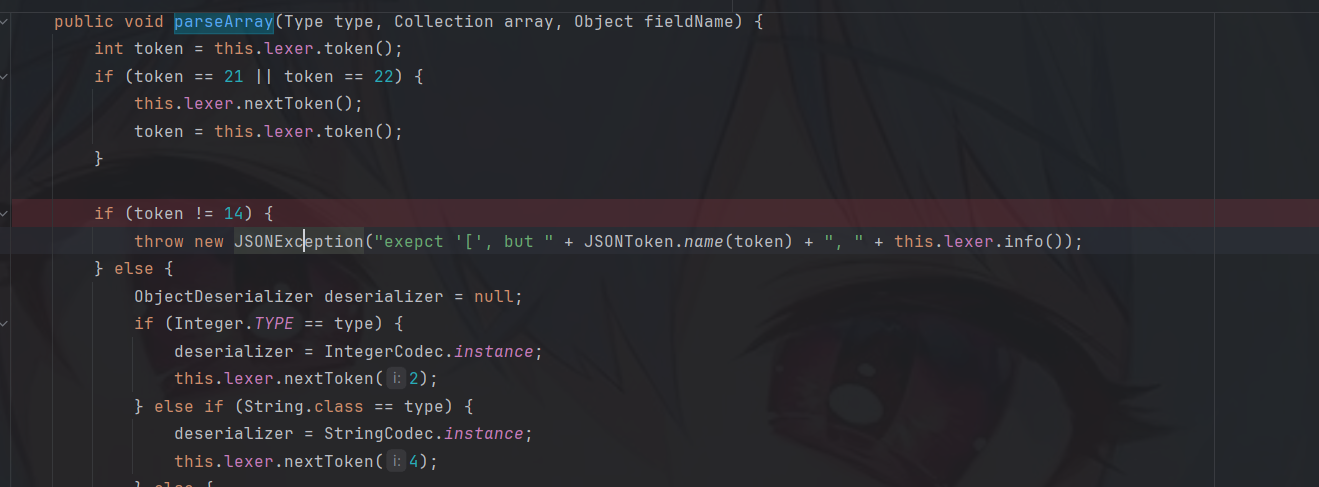 public void parseArray(Type type, Collection array, Object fieldName) {
int token = this.lexer.token();
if (token == 21 || token == 22) {
this.lexer.nextToken();
token = this.lexer.token();
}
if (token != 14) {
throw new JSONException("exepct '[', but " + JSONToken.name(token) + ", " + this.lexer.info());
} else {
ObjectDeserializer deserializer = null;
if (Integer.TYPE == type) {
deserializer = IntegerCodec.instance;
this.lexer.nextToken( i: 2);
} else if (String.class == type) {
deserializer = StringCodec.instance;
this.lexer.nextToken( i: 4);
} else {